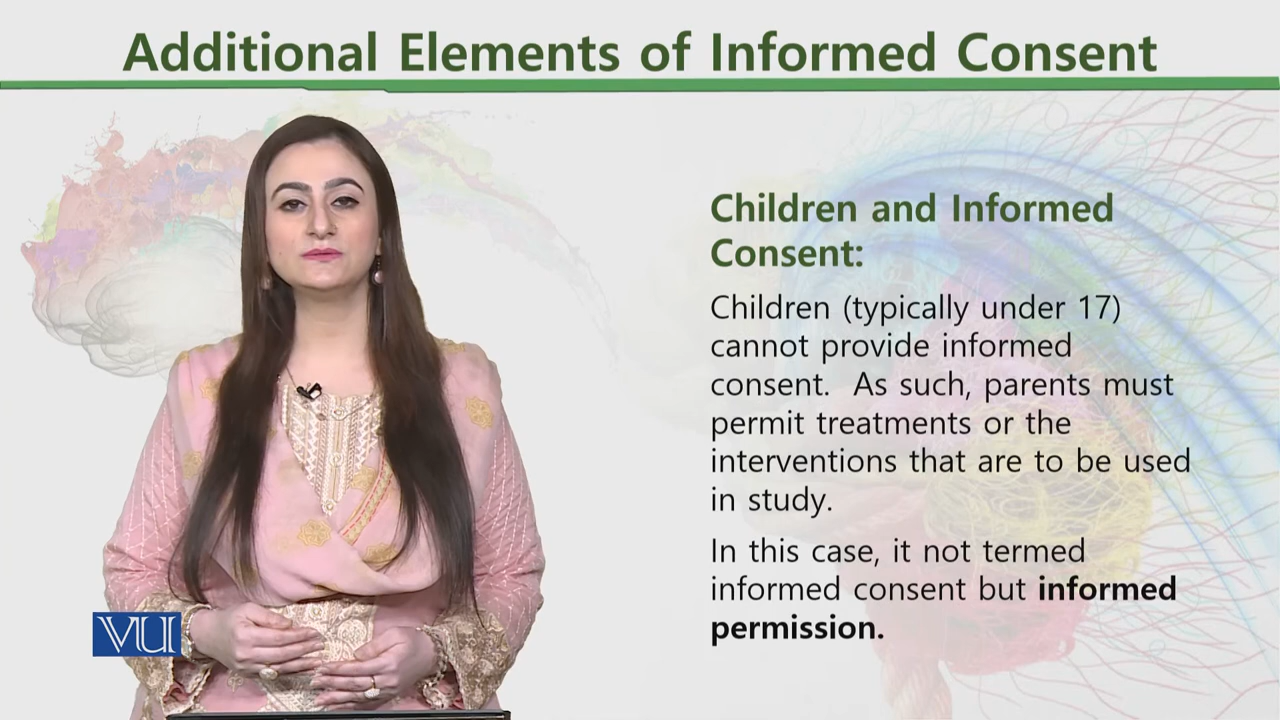 Additional Elements of Informed Consent
Children and Informed
Consent:
Children (typically under 17)
cannot provide informed
consent.  As such, parents must
permit treatments or the
interventions that are to be used
in study.
In this case, it not termed
informed consent but informed
permission.
VU